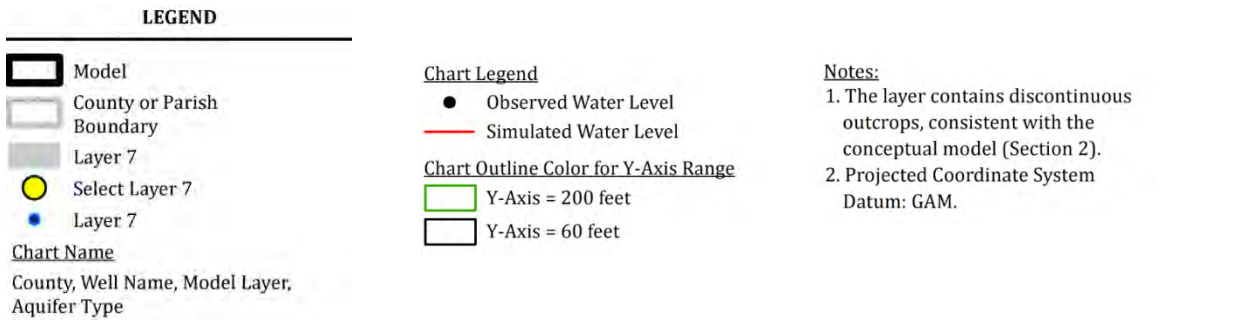 LEGEND
Model
County or Parish
Boundary
Layer 7
Select Layer 7
Layer 7
Chart Name
County, Well Name, Model Layer,
Aquifer Type
Chart Legend
Observed Water Level
Simulated Water Level
Chart Outline Color for Y-Axis Range
Y-Axis = 200 feet
Y-Axis = 60 feet
Notes:
1. The layer contains discontinuous
outcrops, consistent with the
conceptual model (Section 2).
2. Projected Coordinate System
Datum: GAM.